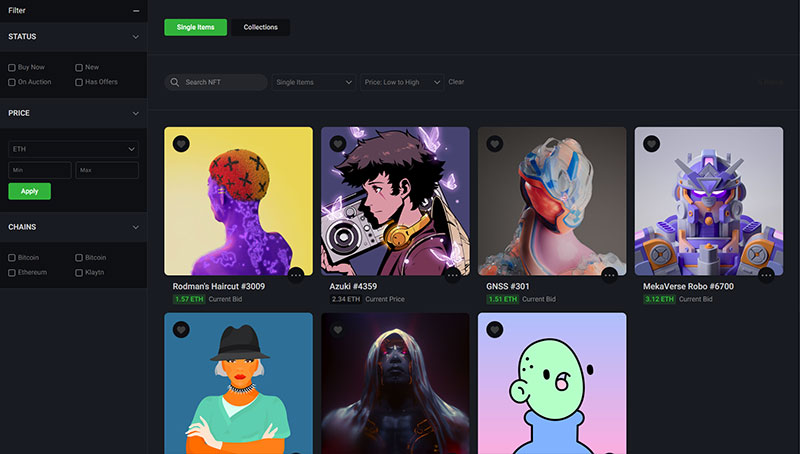 Filter
STATUS
Buy Now
New
On Auction
Has Offers
PRICE
ETH
Min
Max
Apply
CHAINS
Bitcoin
Bitcoin
Ethereum
Klaytn
Single Items
Collections
Search NFT
Single Items
Price: Low to High
Clear
Rodman's Haircut #3009
1.57 ETH Current Bid
Azuki #4359
2.34 ETH Current Price
GNSS #301
1.51 ETH Current Bid
MekaVerse Robo #6700
3.12 ETH Current Bid